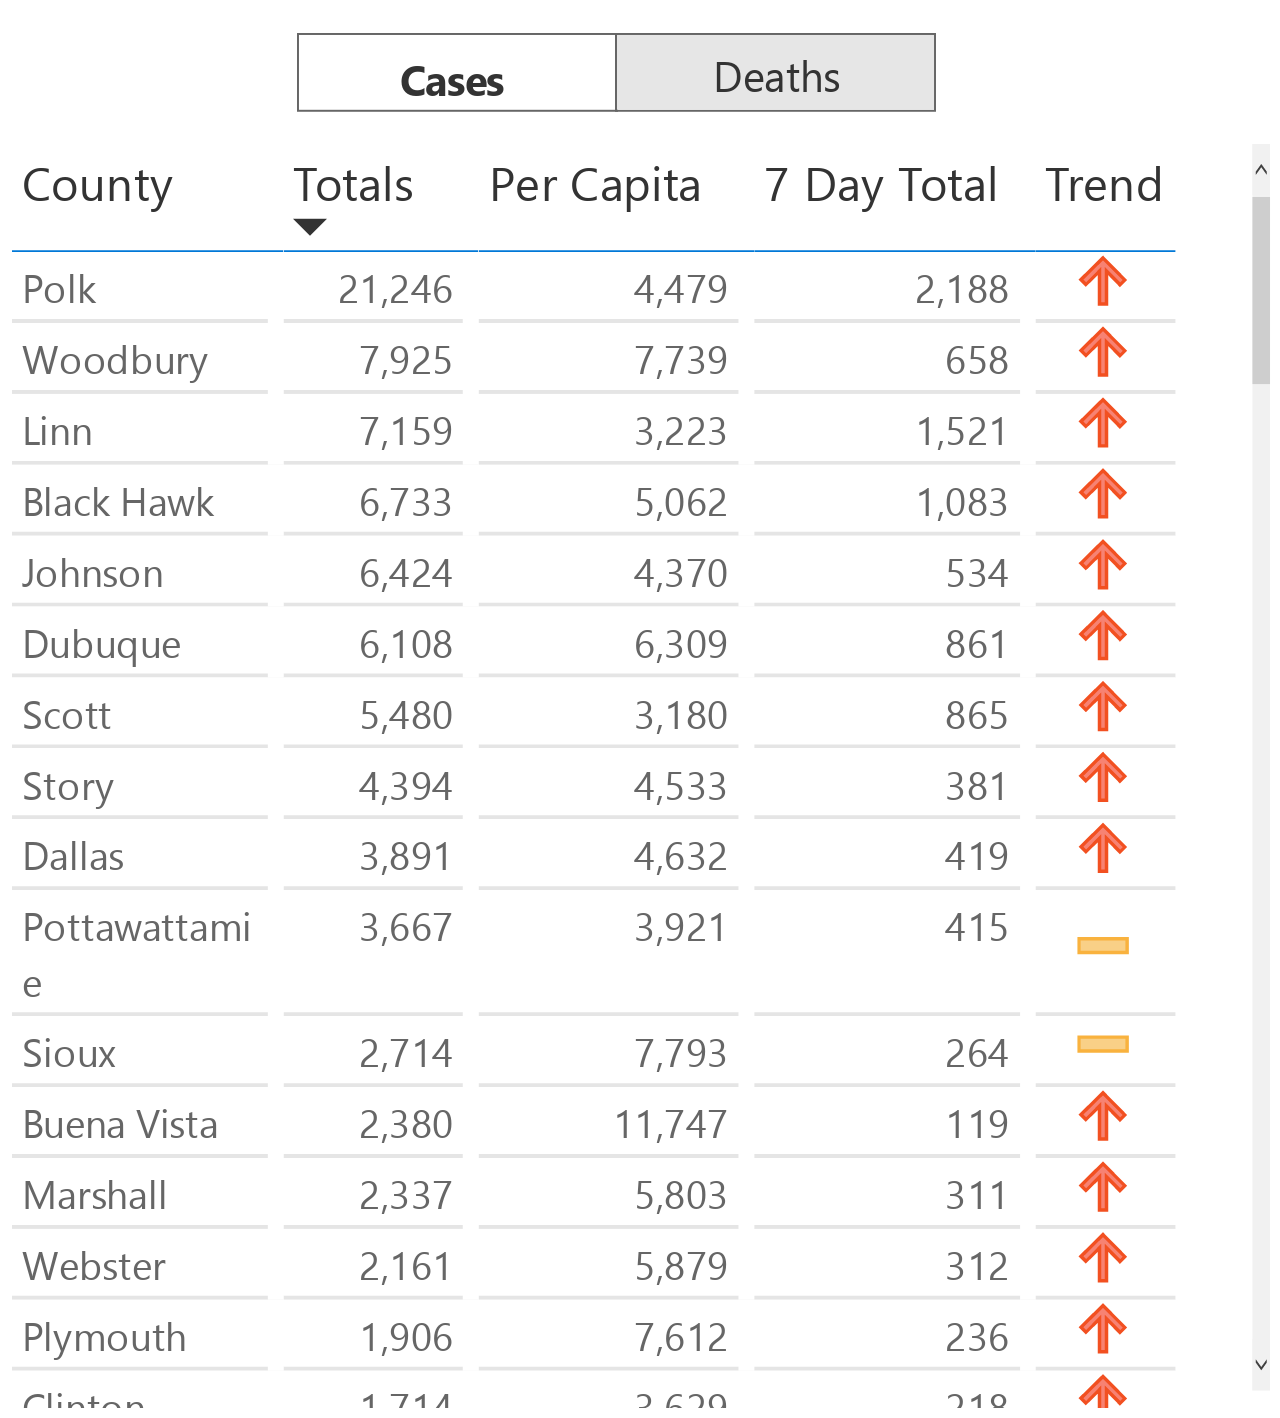 Cases Deaths
County Totals Per Capita 7 Day Total Trend
Polk 21,246 4,479 2,188
Woodbury 7,925 7,739 658
Linn 7,159 3,223 1,521
Black Hawk 6,733 5,062 1,083
Johnson 6,424 4,370 534
Dubuque 6,108 6,309 861
Scott 5,480 3,180 865
Story 4,394 4,533 381
Dallas 3,891 4,632 419
Pottawattami 3,667 3,921 415
e
Sioux 2,714 7,793 264
Buena Vista 2,380 11,747 119
Marshall 2,337 5,803 311
Webster 2,161 5,879 312
Plymouth 1,906 7,612 236
Clinton 1,714 3,629 218